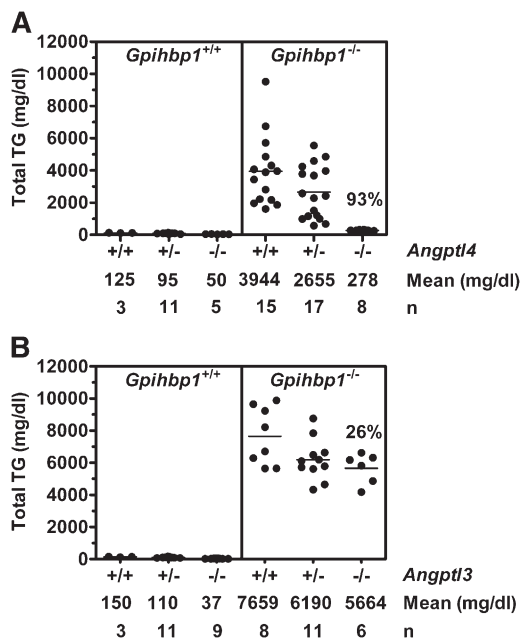 A
Gpihbp1+/+ Gpihbp1-/-
12000
10000
8000
6000
4000
2000
0
Total TG (mg/dl)
93%
+/+ +/- -/- +/+ +/- -/- Angptl4
125 95 50 3944 2655 278 Mean (mg/dl)
3 11 5 15 17 8 n
B
Gpihbp1+/+ Gpihbp1-/-
12000
10000
8000
6000
4000
2000
0
Total TG (mg/dl)
26%
+/+ +/- -/- +/+ +/- -/- Angptl3
150 110 37 7659 6190 5664 Mean (mg/dl)
3 11 9 8 11 6 n